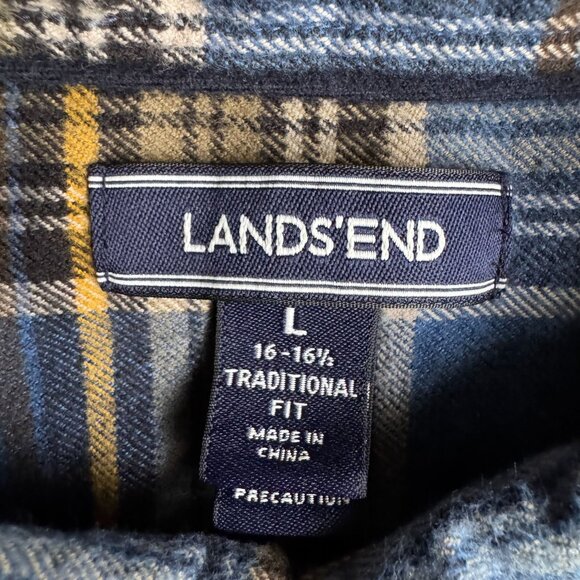 LANDS'END
L
16-16½
TRADITIONAL
FIT
MADE IN
CHINA
PRECAUTION